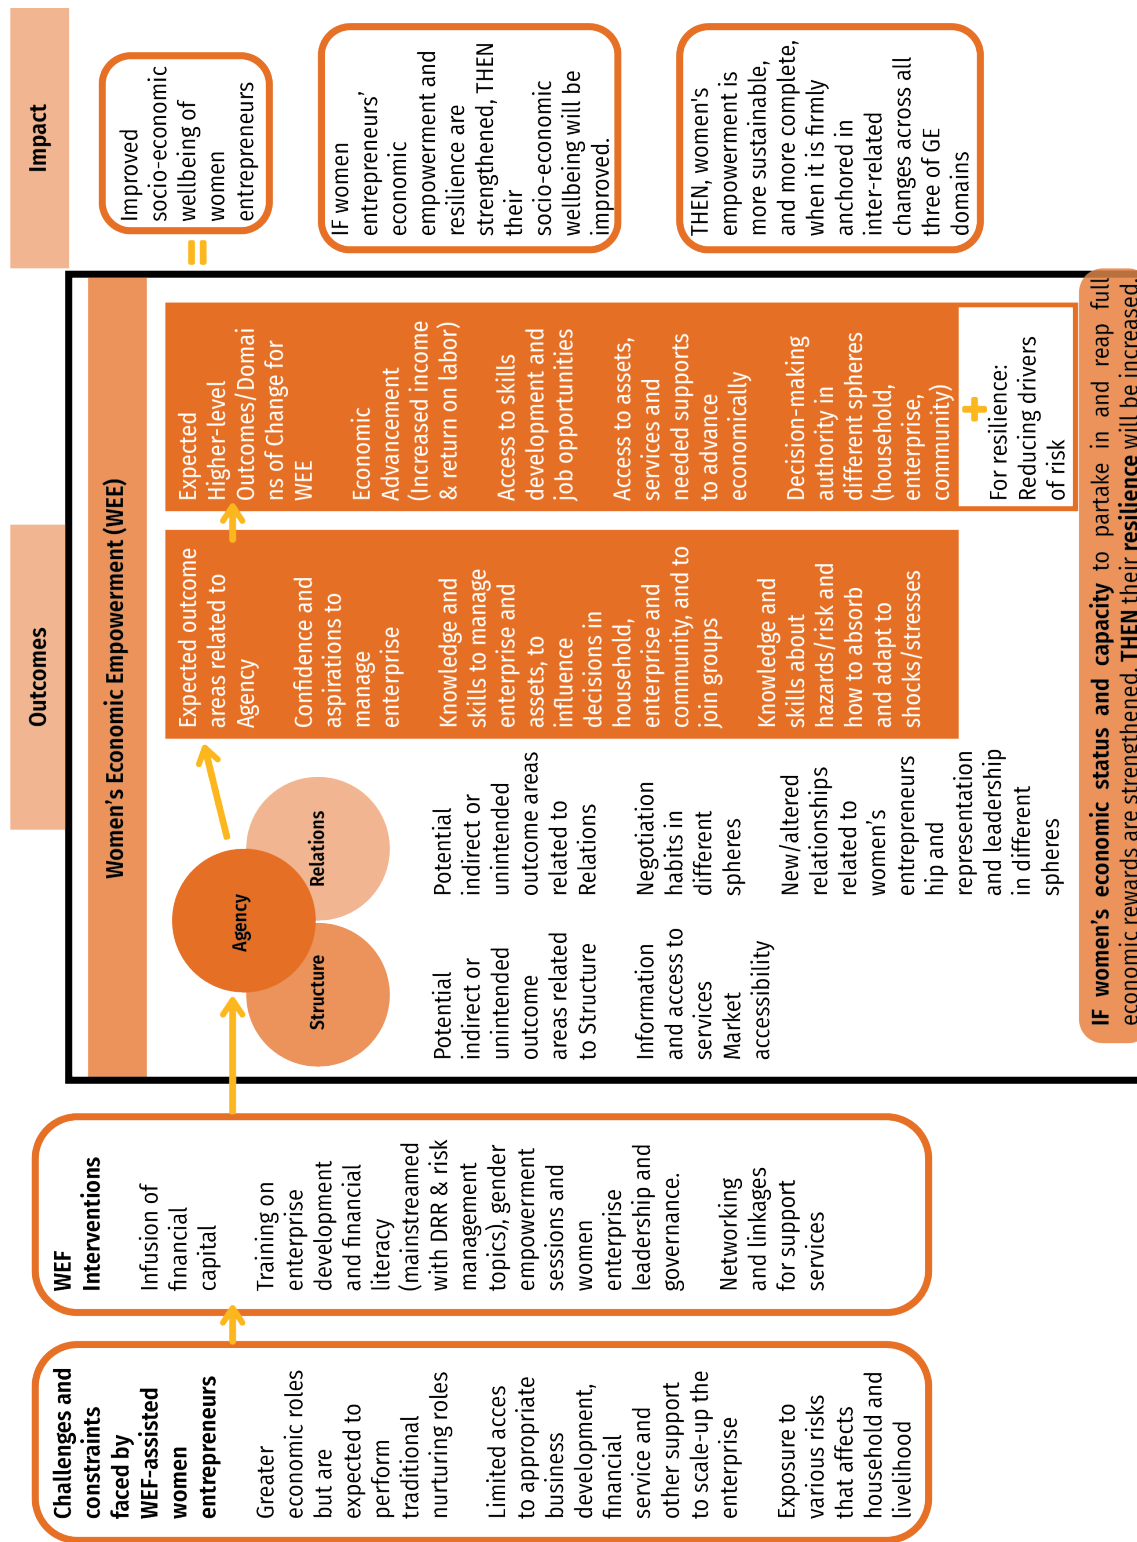 Challenges and
constraints
faced by
WEF-assisted
women
entrepreneurs
Greater
economic roles
but are
expected to
perform
traditional
nurturing roles
Limited acces
to appropriate
business
development,
financial
service and
other support
to scale-up the
enterprise
Exposure to
various risks
that affects
household and
livelihood
WEF
Interventions
Infusion of
financial
capital
Training on
enterprise
development
and financial
literacy
(mainstreamed
with DRR & risk
management
topics), gender
empowerment
sessions and
women
enterprise
leadership and
governance.
Networking
and linkages
for support
services
Outcomes
Women's Economic Empowerment (WEE)
Agency
Structure
Relations
Potential
indirect or
unintended
outcome
areas related
to Structure
Information
and access to
services
Market
accessibility
Potential
indirect or
unintended
outcome areas
related to
Relations
Negotiation
habits in
different
spheres
New/altered
relationships
related to
women’s
entrepreneurs
hip and
representation
and leadership
in different
spheres
Expected outcome
areas related to
Agency
Confidence and
aspirations to
manage
enterprise
Knowledge and
skills to manage
enterprise and
assets, to
influence
decisions in
household,
enterprise and
community, and to
join groups
Knowledge and
skills about
hazards/risk and
how to absorb
and adapt to
shocks/stresses
Expected
Higher-level
Outcomes/Domai
ns of Change for
WEE
Economic
Advancement
(Increased income
& return on labor)
Access to skills
development and
job opportunities
Access to assets,
services and
needed supports
to advance
economically
Decision-making
authority in
different spheres
(household,
enterprise,
community)
+
For resilience:
Reducing drivers
of risk
IF women’s economic status and capacity to partake in and reap full
economic rewards are strengthened, THEN their resilience will be increased.
=
Impact
Improved
socio-economic
wellbeing of
women
entrepreneurs
IF women
entrepreneurs’
economic
empowerment and
resilience are
strengthened, THEN
their
socio-economic
wellbeing will be
improved.
THEN, women's
empowerment is
more sustainable,
and more complete,
when it is firmly
anchored in
inter-related
changes across all
three of GE
domains